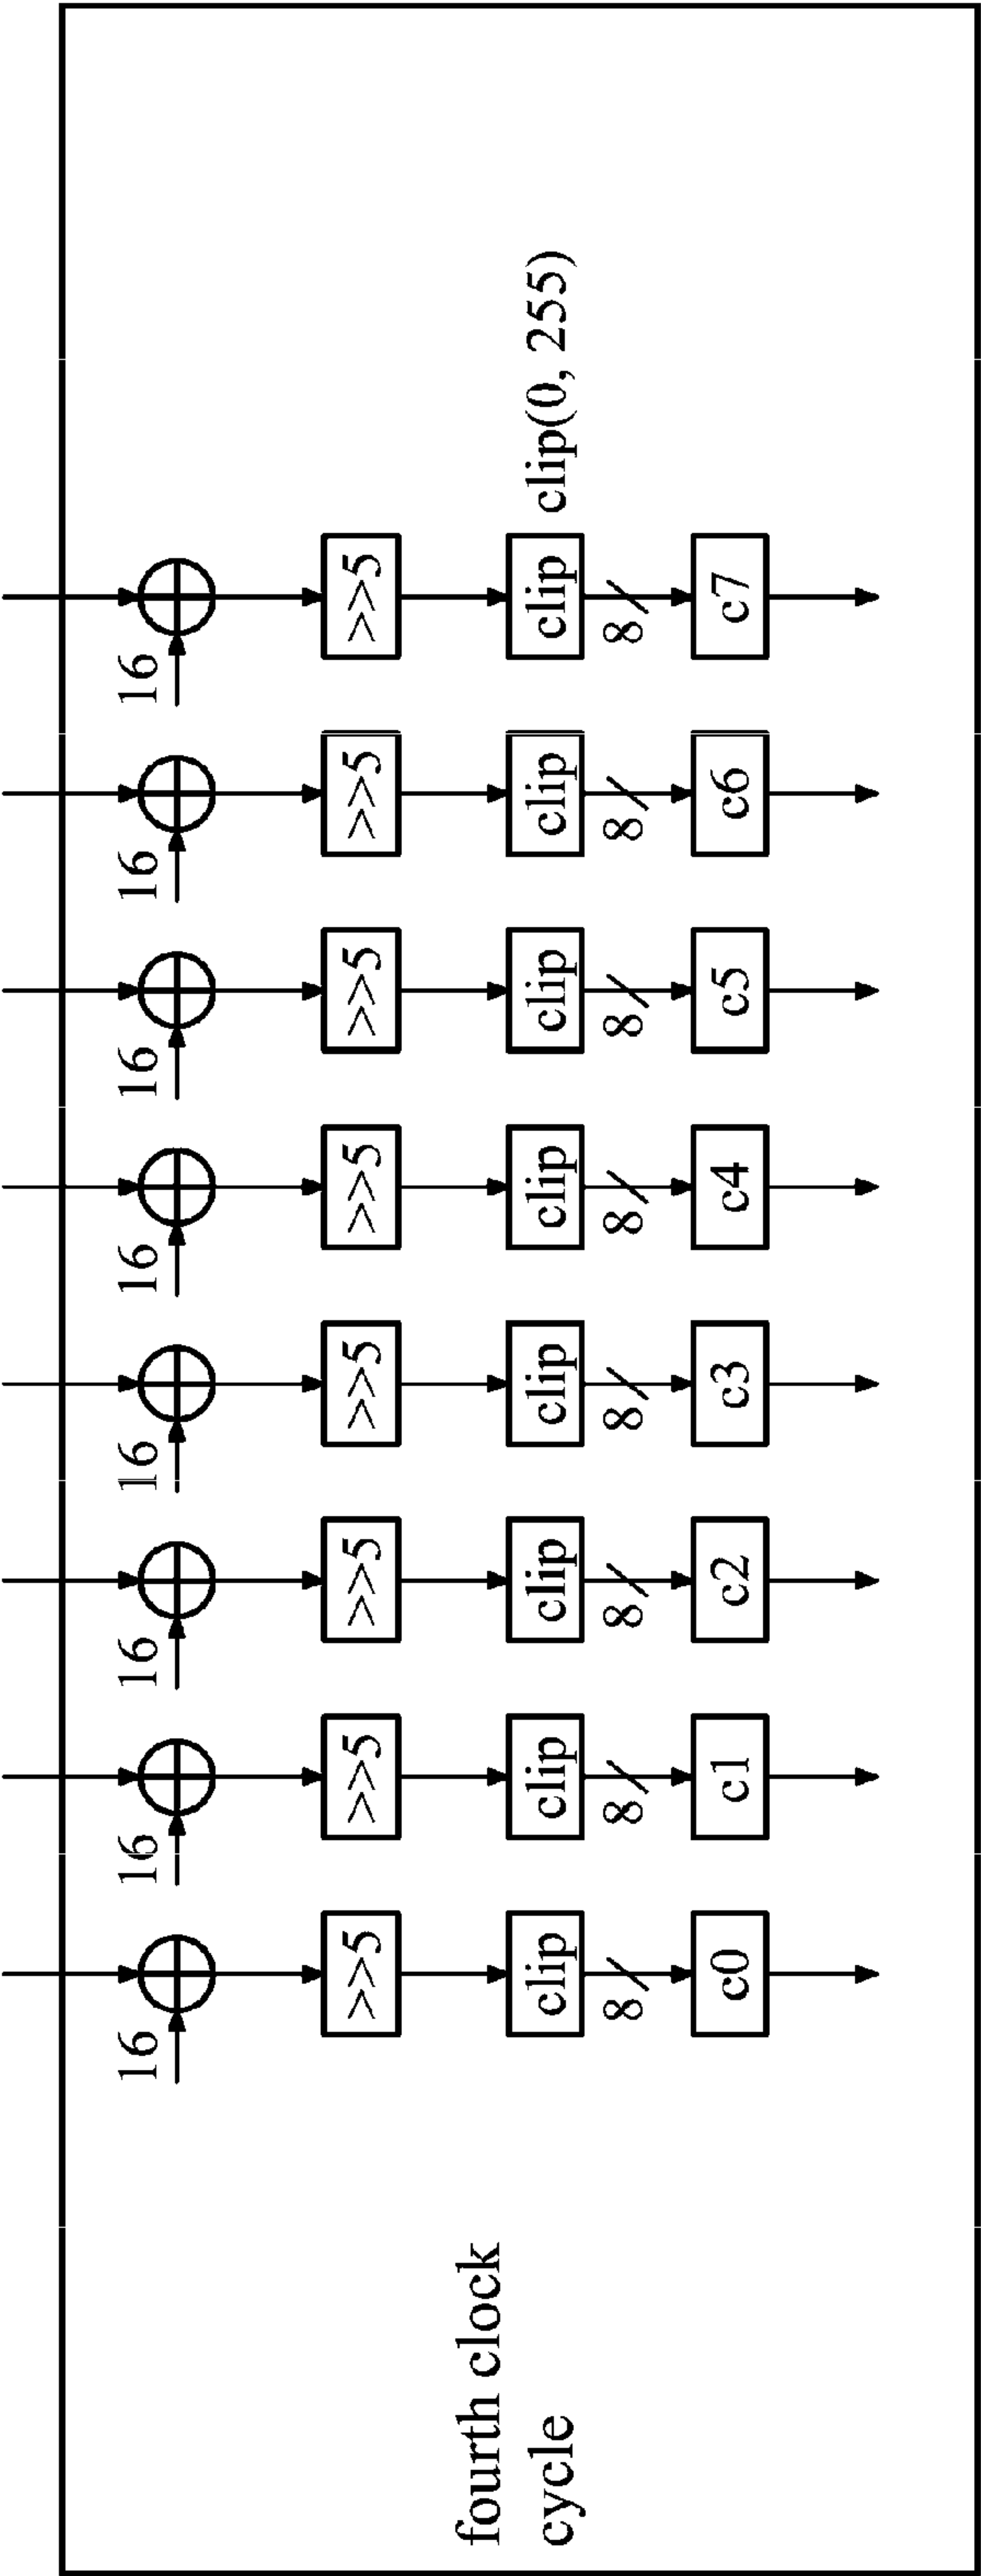 16 16 16 16 16 16 16 16
>>5 >>5 >>5 >>5 >>5 >>5 >>5 >>5
fourth clock
cycle
clip clip clip clip clip clip clip clip clip(0, 255)
8 8 8 8 8 8 8 8
c0 c1 c2 c3 c4 c5 c6 c7